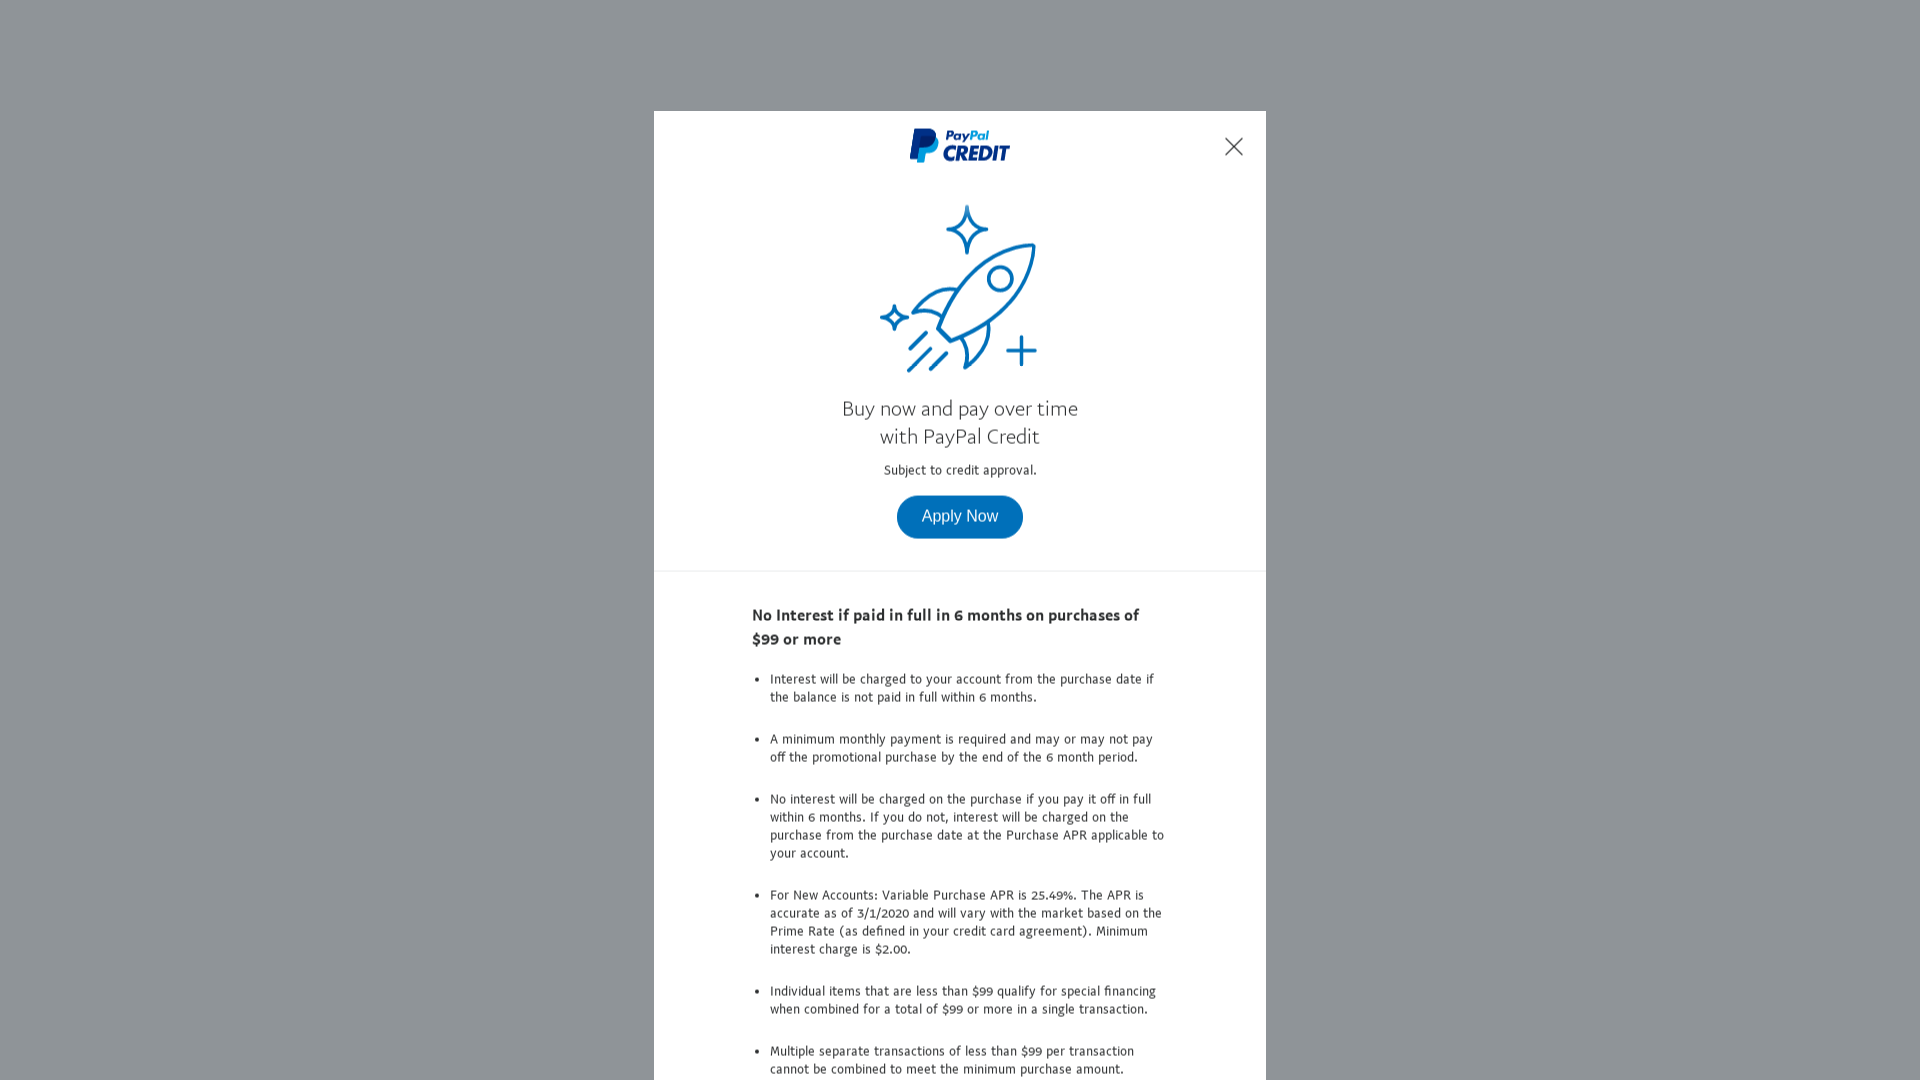 PayPal
CREDIT
Buy now and pay over time
with PayPal Credit
Subject to credit approval.
Apply Now
No Interest if paid in full in 6 months on purchases of
$99 or more
• Interest will be charged to your account from the purchase date if
the balance is not paid in full within 6 months.
• A minimum monthly payment is required and may or may not pay
off the promotional purchase by the end of the 6 month period.
• No interest will be charged on the purchase if you pay it off in full
within 6 months. If you do not, interest will be charged on the
purchase from the purchase date at the Purchase APR applicable to
your account.
• For New Accounts: Variable Purchase APR is 25.49%. The APR is
accurate as of 3/1/2020 and will vary with the market based on the
Prime Rate (as defined in your credit card agreement). Minimum
interest charge is $2.00.
• Individual items that are less than $99 qualify for special financing
when combined for a total of $99 or more in a single transaction.
• Multiple separate transactions of less than $99 per transaction
cannot be combined to meet the minimum purchase amount.